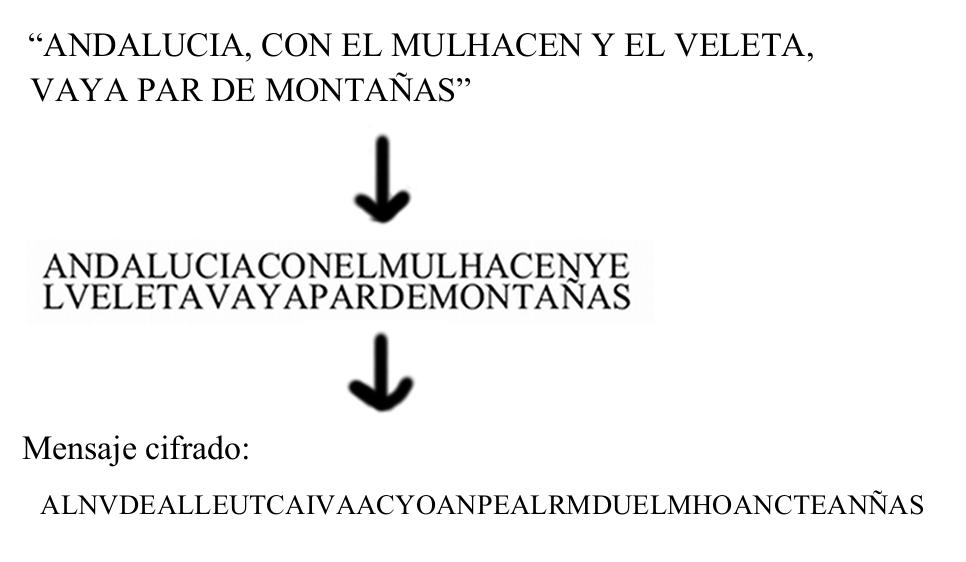 “ANDALUCIA, CON EL MULHACEN Y EL VELETA,
VAYA PAR DE MONTAÑAS”
ANDALUCIACONELMULHACENYE
LVELETAVAYAPARDEMONTAÑAS
Mensaje cifrado:
ALNVDEALLEUTCAIVAACYOANPEALRMDUELMHOANCTEANÑAS